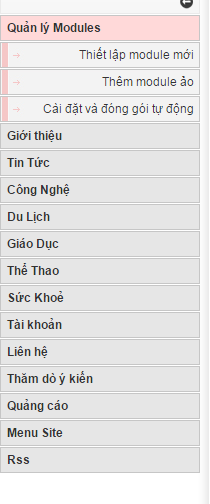 Quản lý Modules
Thiết lập module mới
Thêm module ảo
Cài đặt và đóng gói tự động
Giới thiệu
Tin Tức
Công Nghệ
Du Lịch
Giáo Dục
Thể Thao
Sức Khoẻ
Tài khoản
Liên hệ
Thăm dò ý kiến
Quảng cáo
Menu Site
Rss